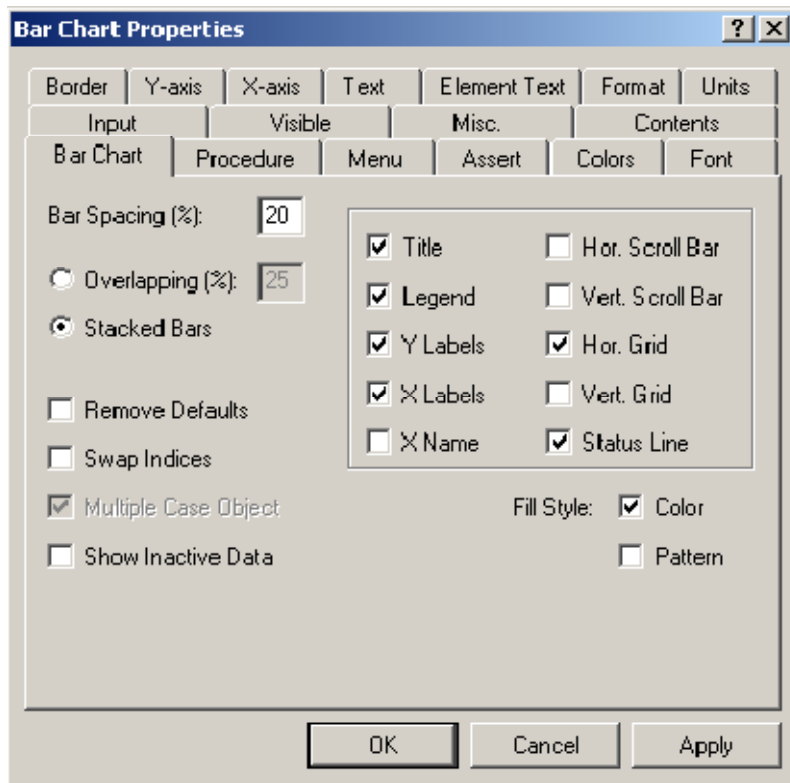 Bar Chart Properties
Border Y-axis X-axis Text Element Text Format Units
Input Visible Misc. Contents
Bar Chart Procedure Menu Assert Colors Font
Bar Spacing (%): 20
Overlapping (%): 25
Stacked Bars
Remove Defaults
Swap Indices
Multiple Case Object
Show Inactive Data
Title Hor. Scroll Bar
Legend Vert. Scroll Bar
Y Labels Hor. Grid
X Labels Vert. Grid
X Name Status Line
Fill Style: Color
Pattern
OK Cancel Apply